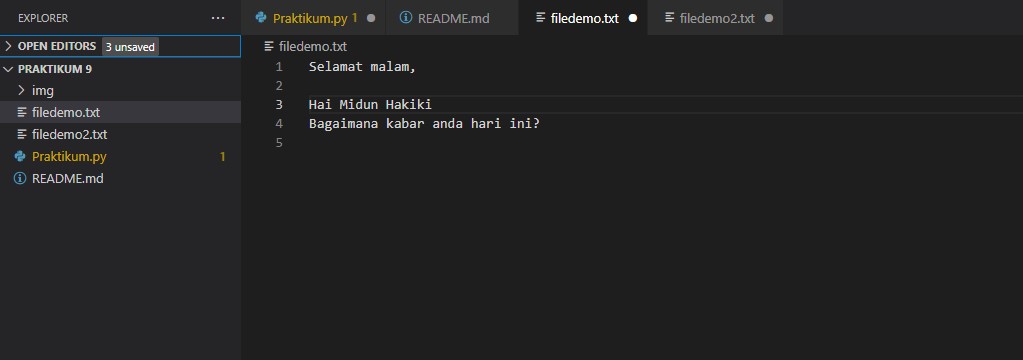 EXPLORER ···
OPEN EDITORS 3 unsaved
PRAKTIKUM 9
img
filedemo.txt
filedemo2.txt
Praktikum.py 1
README.md
Praktikum.py 1 README.md filedemo.txt filedemo2.txt
filedemo.txt
1 Selamat malam,
2
3 Hai Midun Hakiki
4 Bagaimana kabar anda hari ini?
5